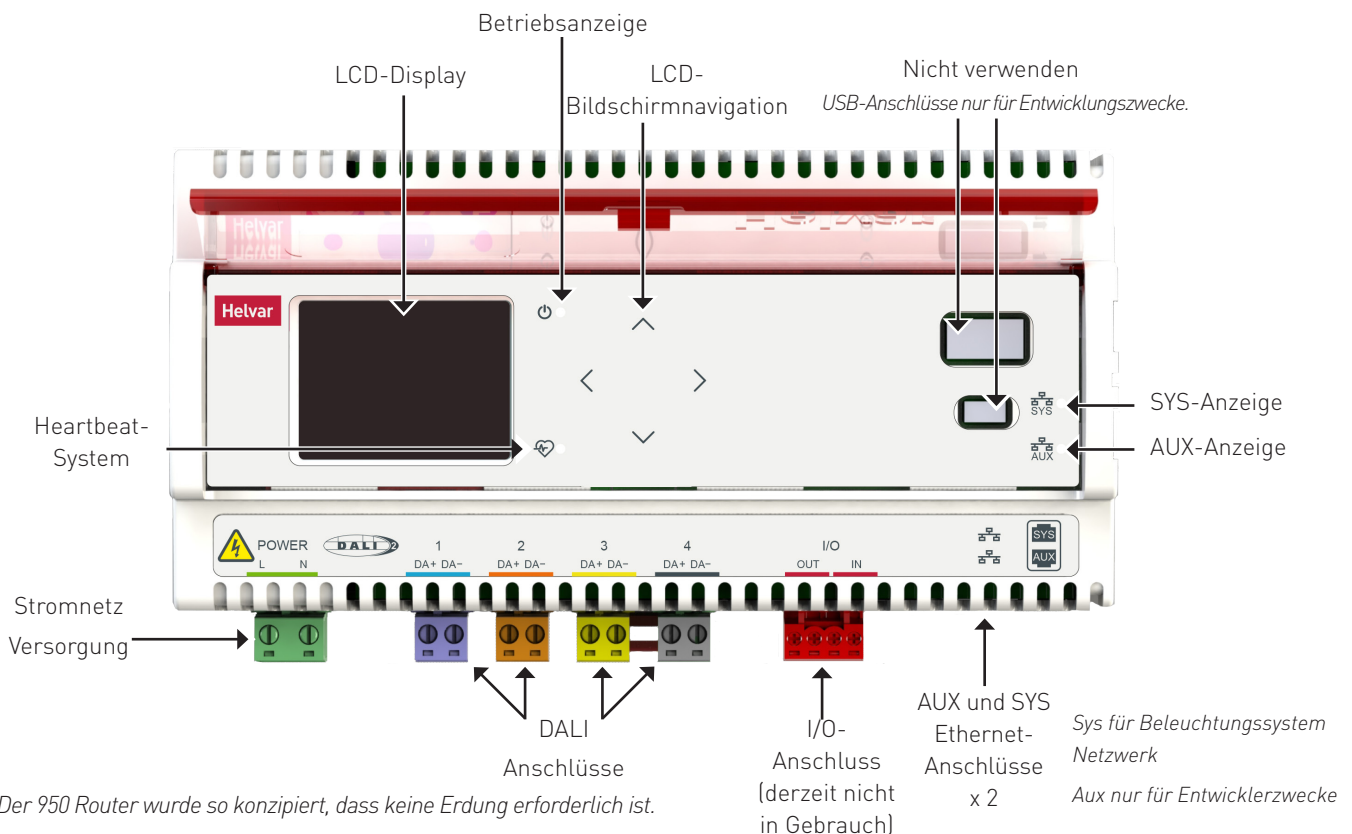 Betriebsanzeige
LCD-Display
LCD-
Bildschirmnavigation
Nicht verwenden
USB-Anschlüsse nur für Entwicklungszwecke.
Helvar
Helvar
SYS
SYS-Anzeige
Heartbeat-
System
AUX
AUX-Anzeige
POWER
L N
DALI 2
1
DA+ DA−
2
DA+ DA−
3
DA+ DA−
4
DA+ DA−
I/O
OUT IN
SYS
AUX
Stromnetz
Versorgung
DALI
Anschlüsse
I/O-
Anschluss
(derzeit nicht
in Gebrauch)
AUX und SYS
Ethernet-
Anschlüsse
x 2
Sys für Beleuchtungssystem
Netzwerk
Aux nur für Entwicklerzwecke
Der 950 Router wurde so konzipiert, dass keine Erdung erforderlich ist.